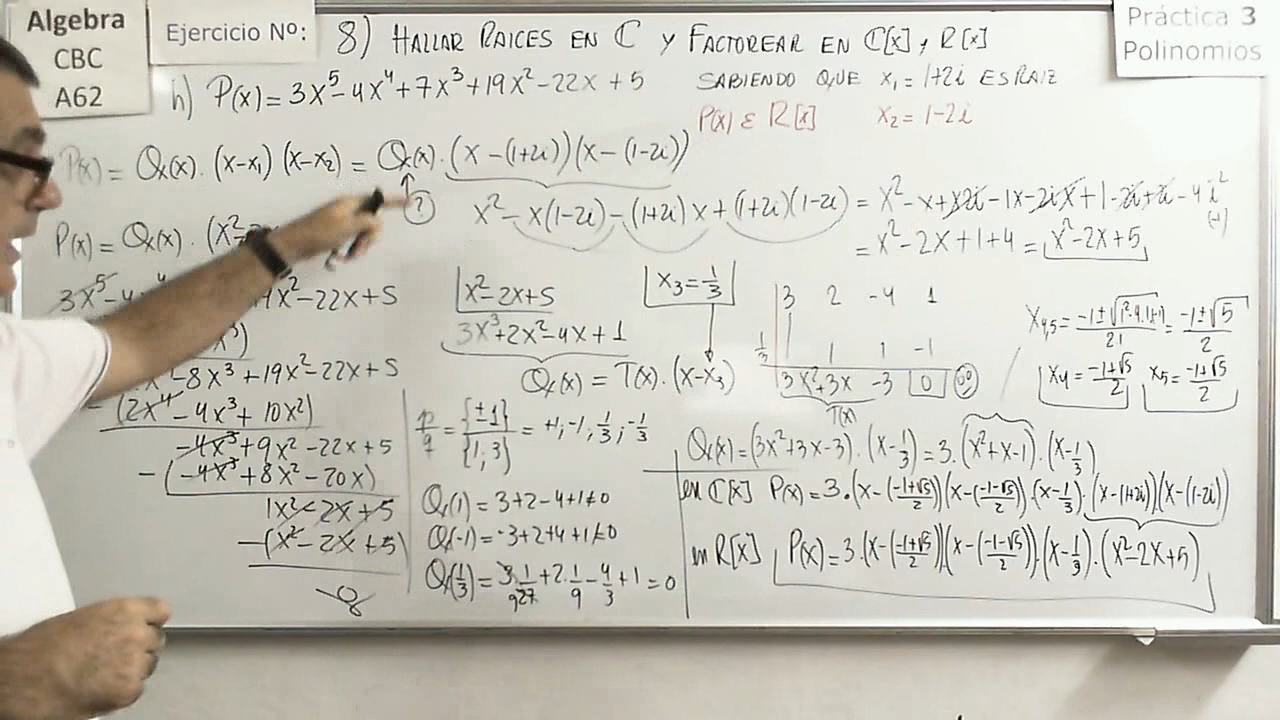 Algebra
CBC
A62
Ejercicio Nº:
Práctica 3
Polinomios
8) HALLAR RAICES EN ℂ Y FACTOREAR EN ℂ[x] y R[x]
h) P(x) = 3x⁵ - 4x⁴ + 7x³ + 19x² - 22x + 5 SABIENDO QUE x₁ = 1+2i ES RAIZ
P(x) ε R[x] x₂ = 1-2i
P(x) = Q(x) . (x-x₁) (x-x₂) = Q(x) . (x - (1+2i)) (x - (1-2i))
?
x² - x(1-2i) - (1+2i)x + (1+2i)(1-2i) = x² - x + x2i - 1x - 2ix + 1 - 2i + 2i - 4i²
(-1)
= x² - 2x + 1 + 4 = x² - 2x + 5
P(x) = Q(x) . (x²
3x⁵ - 4 x² - 22x + 5
x² - 2x + 5
3x³ + 2x² - 4x + 1
x³)
- 8x³ + 19x² - 22x + 5
- (2x⁴ - 4x³ + 10x²)
- 4x³ + 9x² - 22x + 5
- (-4x³ + 8x² - 20x)
1x² - 2x + 5
- (x² - 2x + 5)
0
Q(x) = T(x) . (x-x₃)
x₃ = 1/3
p/q = {±1}/{1; 3} = +1; -1; 1/3; -1/3
Q(1) = 3+2-4+1 ≠ 0
Q(-1) = -3+2+4+1 ≠ 0
Q(1/3) = 3.1/27 + 2.1/9 - 4/3 + 1 = 0
9
3 2 -4 1
1/3 1 1 -1
3x² + 3x -3 0
T(x)
x₄,₅ = (-1±√(1²-4.1.(-1)))/2.1 = (-1±√5)/2
x₄ = (-1+√5)/2 x₅ = (-1-√5)/2
Q(x) = (3x²+3x-3) . (x-1/3) = 3. (x²+x-1) . (x-1/3)
en ℂ[x] P(x) = 3.(x-((-1+√5)/2)) (x-((-1-√5)/2)) . (x-1/3) . (x-(1+2i)) (x-(1-2i))
en R[x] P(x) = 3.(x-((-1+√5)/2)) (x-((-1-√5)/2)) . (x-1/3) . (x²-2x+5)